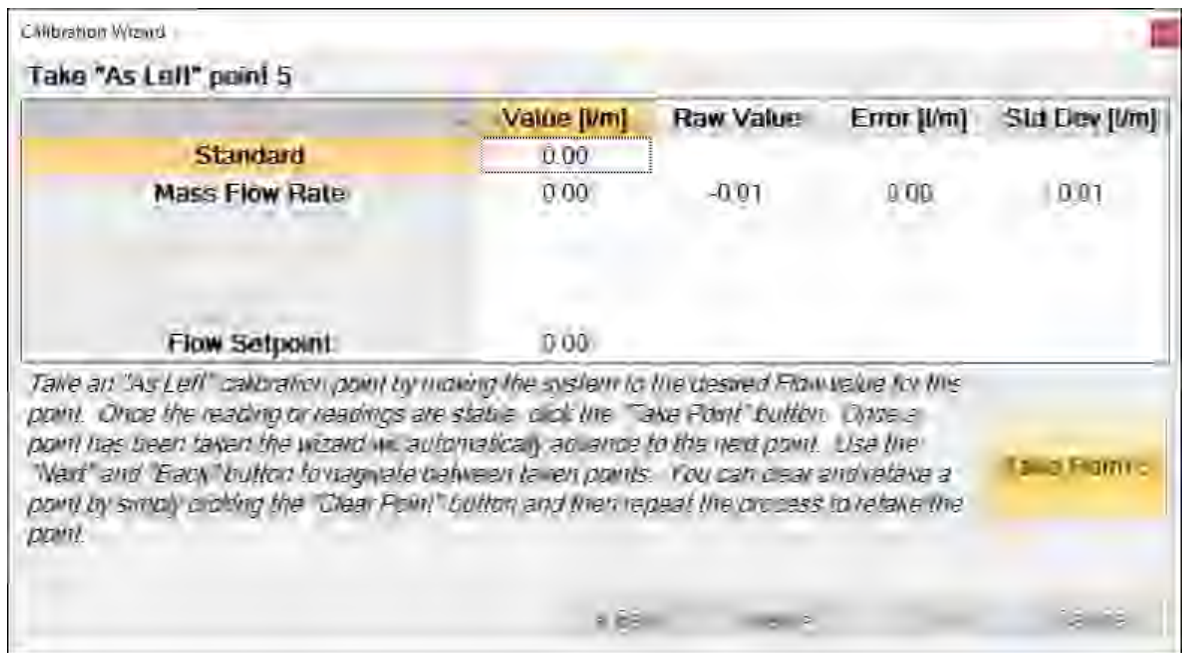 Calibration Wizard
Take "As Left" point 5
Value [l/m] Raw Value Error [l/m] Std Dev [l/m]
Standard 0.00
Mass Flow Rate 0.00 -0.01 0.00 0.01
Flow Setpoint 0.00
Take an "As Left" calibration point by moving the system to the desired Flow value for this
point. Once the reading or readings are stable, click the "Take Point" button. Once a
point has been taken the wizard will automatically advance to the next point. Use the
"Next" and "Back" button to nagivate between taken points. You can clear and retake a
point by simply clicking the "Clear Point" button and then repeat the process to retake the
point.
Take Point